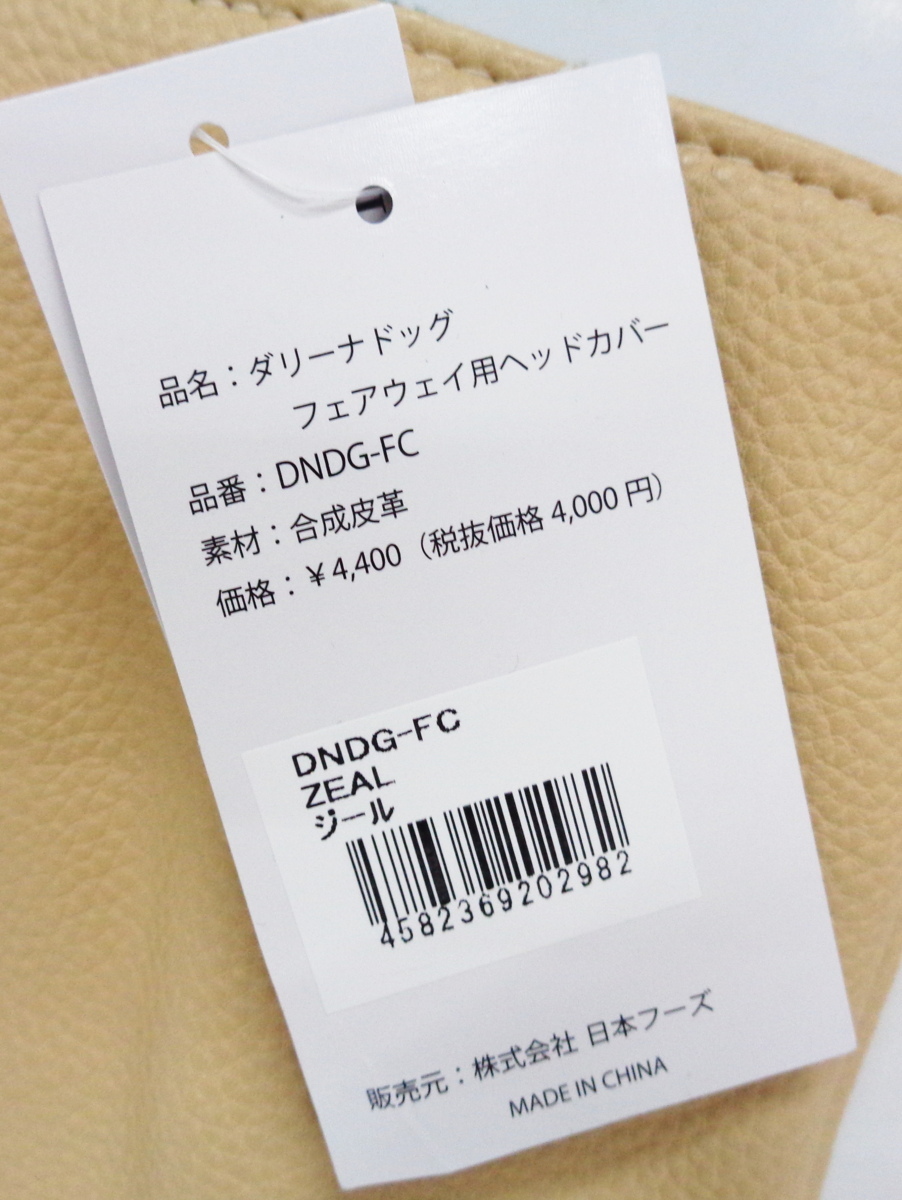 品名：ダリーナドッグ
フェアウェイ用ヘッドカバー
品番：DNDG-FC
素材：合成皮革
価格：￥4,400（税抜価格 4,000 円）
DNDG-FC
ZEAL
ジール
4582369202982
販売元：株式会社 日本フーズ
MADE IN CHINA